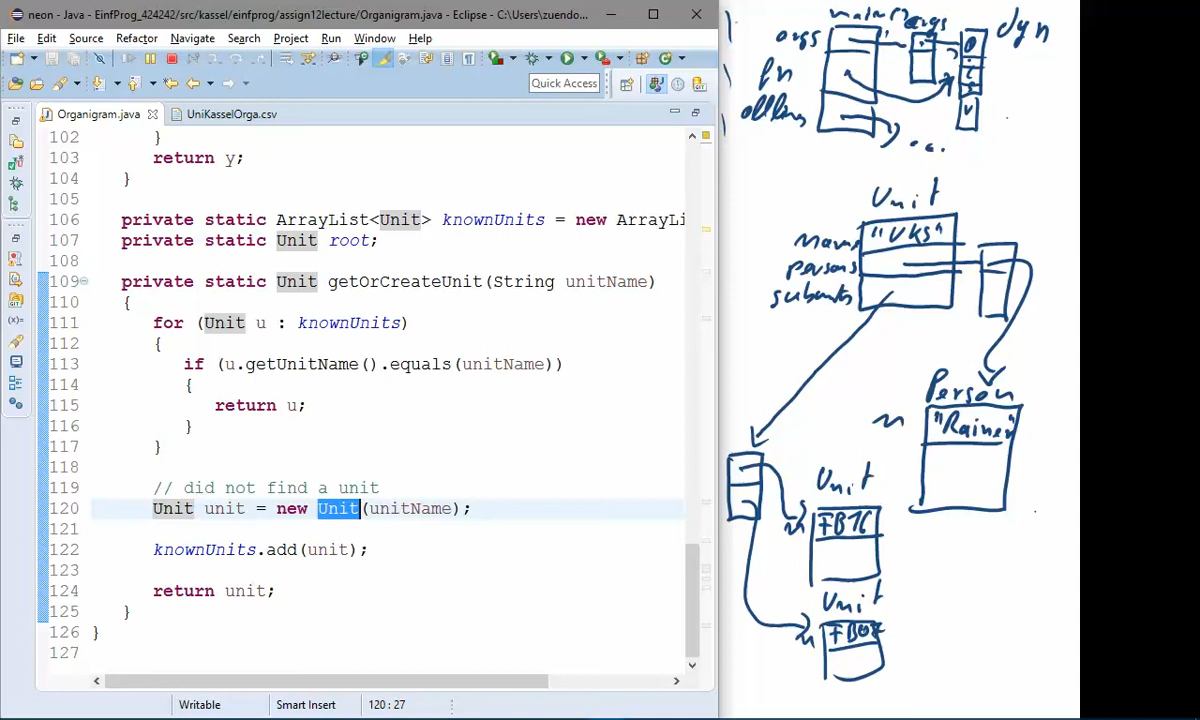 neon - Java - EinfProg_424242/src/kassel/einfprog/assign12lecture/Organigram.java - Eclipse - C:\Users\zuendo...
File Edit Source Refactor Navigate Search Project Run Window Help
Quick Access
Organigram.java UniKasselOrga.csv
102 }
103 return y;
104 }
105
106 private static ArrayList<Unit> knownUnits = new ArrayLi
107 private static Unit root;
108
109 private static Unit getOrCreateUnit(String unitName)
110 {
111 for (Unit u : knownUnits)
112 {
113 if (u.getUnitName().equals(unitName))
114 {
115 return u;
116 }
117 }
118
119 // did not find a unit
120 Unit unit = new Unit(unitName);
121
122 knownUnits.add(unit);
123
124 return unit;
125 }
126 }
127
Writable Smart Insert 120 : 27
args
dyn
fn
Unit
"UKS"
name
persons
subunits
Person
n "Rainer"
Unit
n
Unit
n